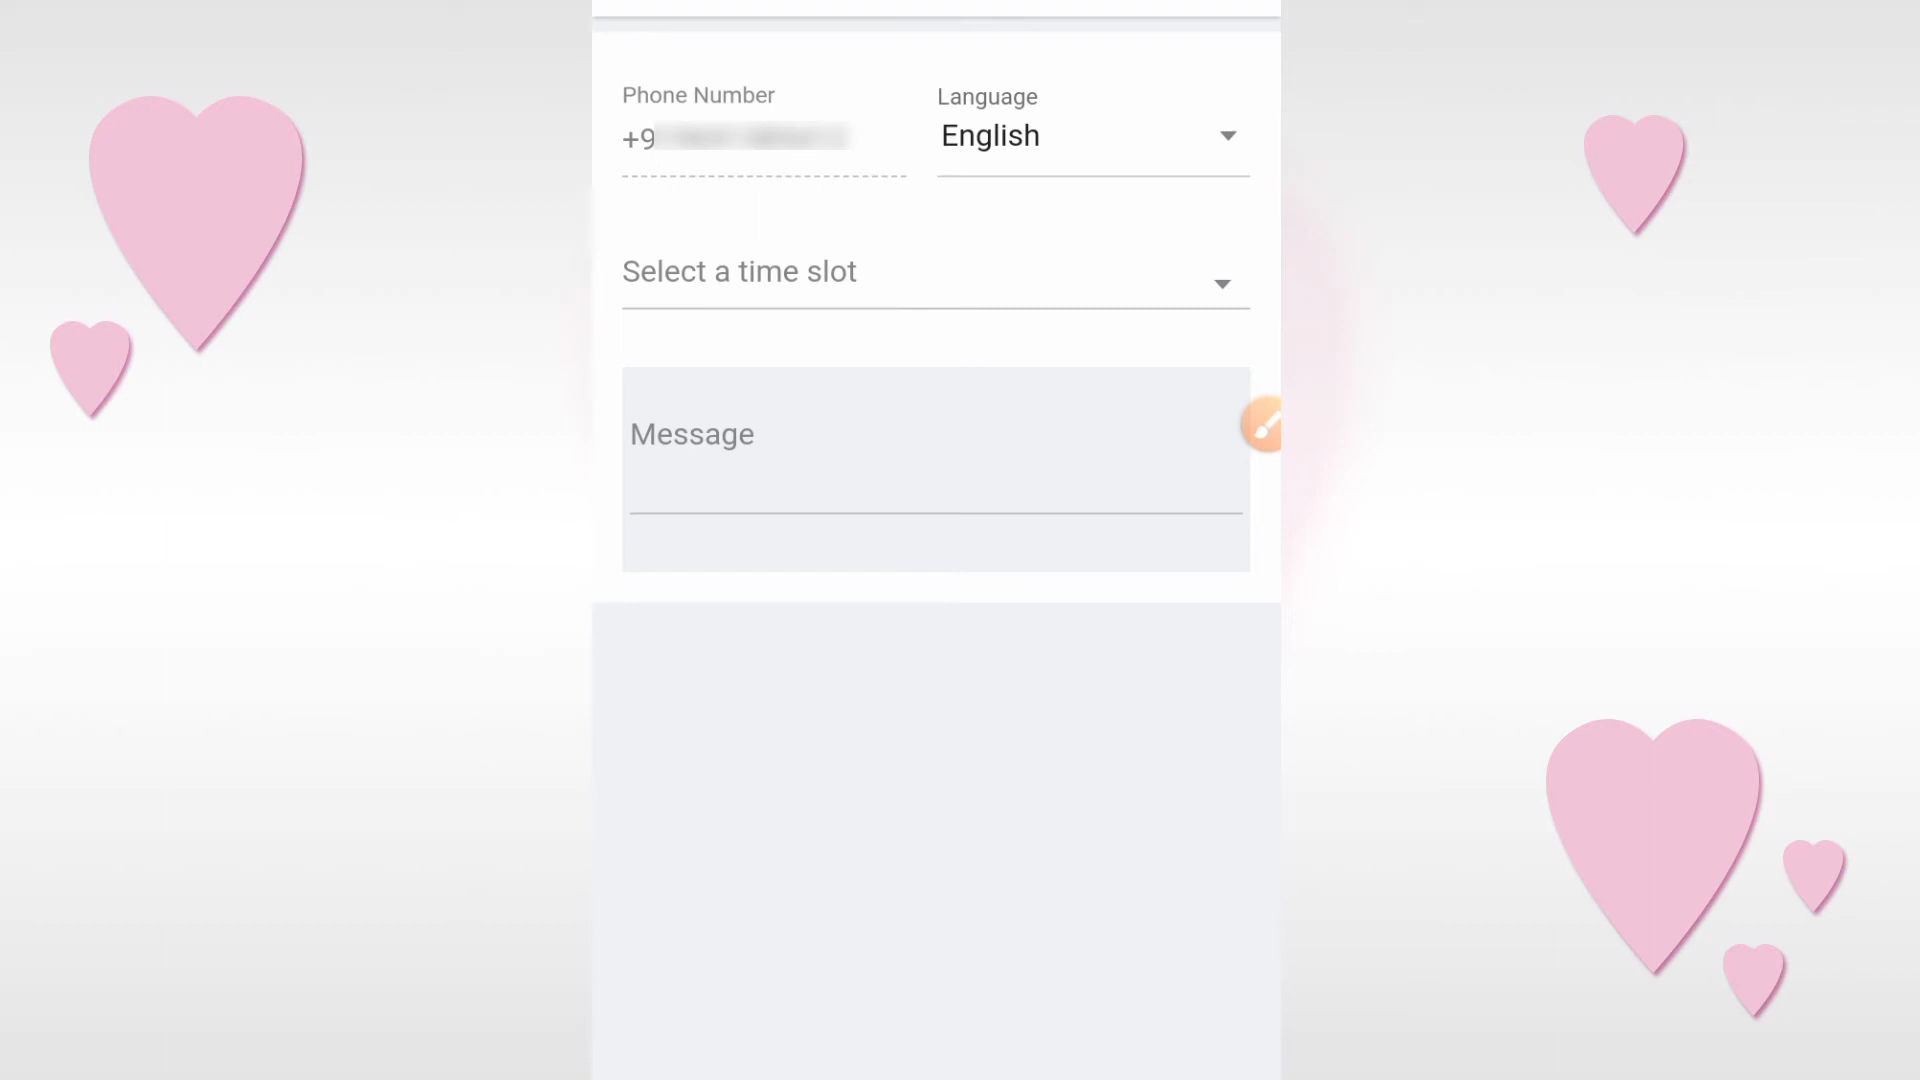 Phone Number
+9
Language
English
Select a time slot
Message